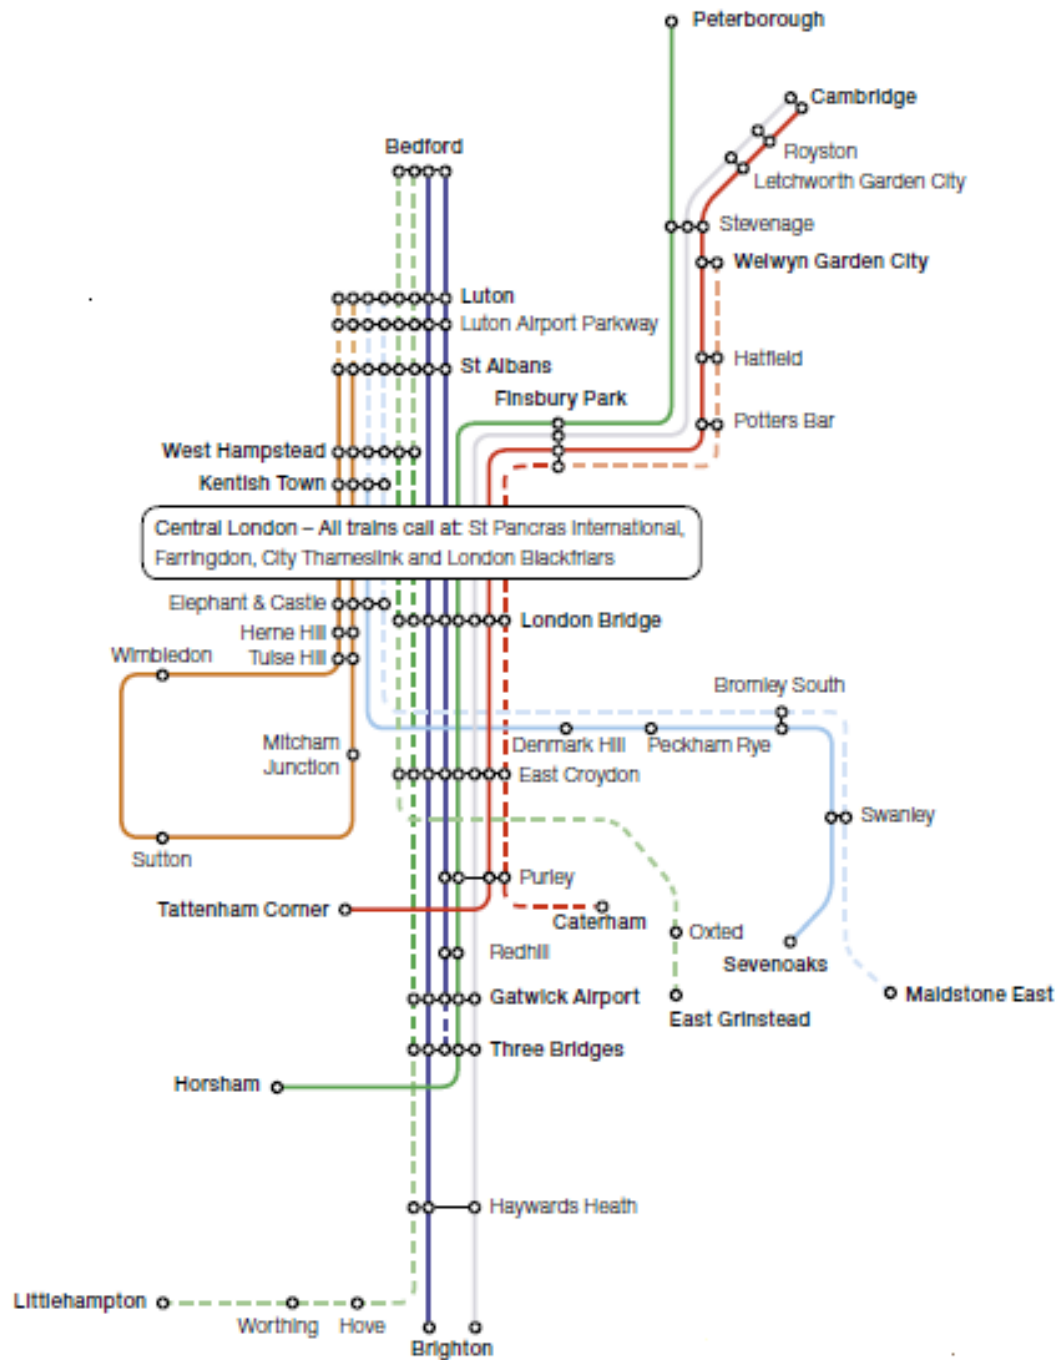 Peterborough
Cambridge
Bedford
Royston
Letchworth Garden City
Stevenage
Welwyn Garden City
Luton
Luton Airport Parkway
Hatfield
St Albans
Finsbury Park
Potters Bar
West Hampstead
Kentish Town
Central London – All trains call at: St Pancras International,
Farringdon, City Thameslink and London Blackfriars
Elephant & Castle
London Bridge
Herne Hill
Wimbledon
Tulse Hill
Bromley South
Mitcham
Junction
Denmark Hill
Peckham Rye
East Croydon
Swanley
Sutton
Purley
Tattenham Corner
Caterham
Oxted
Redhill
Sevenoaks
Gatwick Airport
Maidstone East
East Grinstead
Three Bridges
Horsham
Haywards Heath
Littlehampton
Worthing
Hove
Brighton